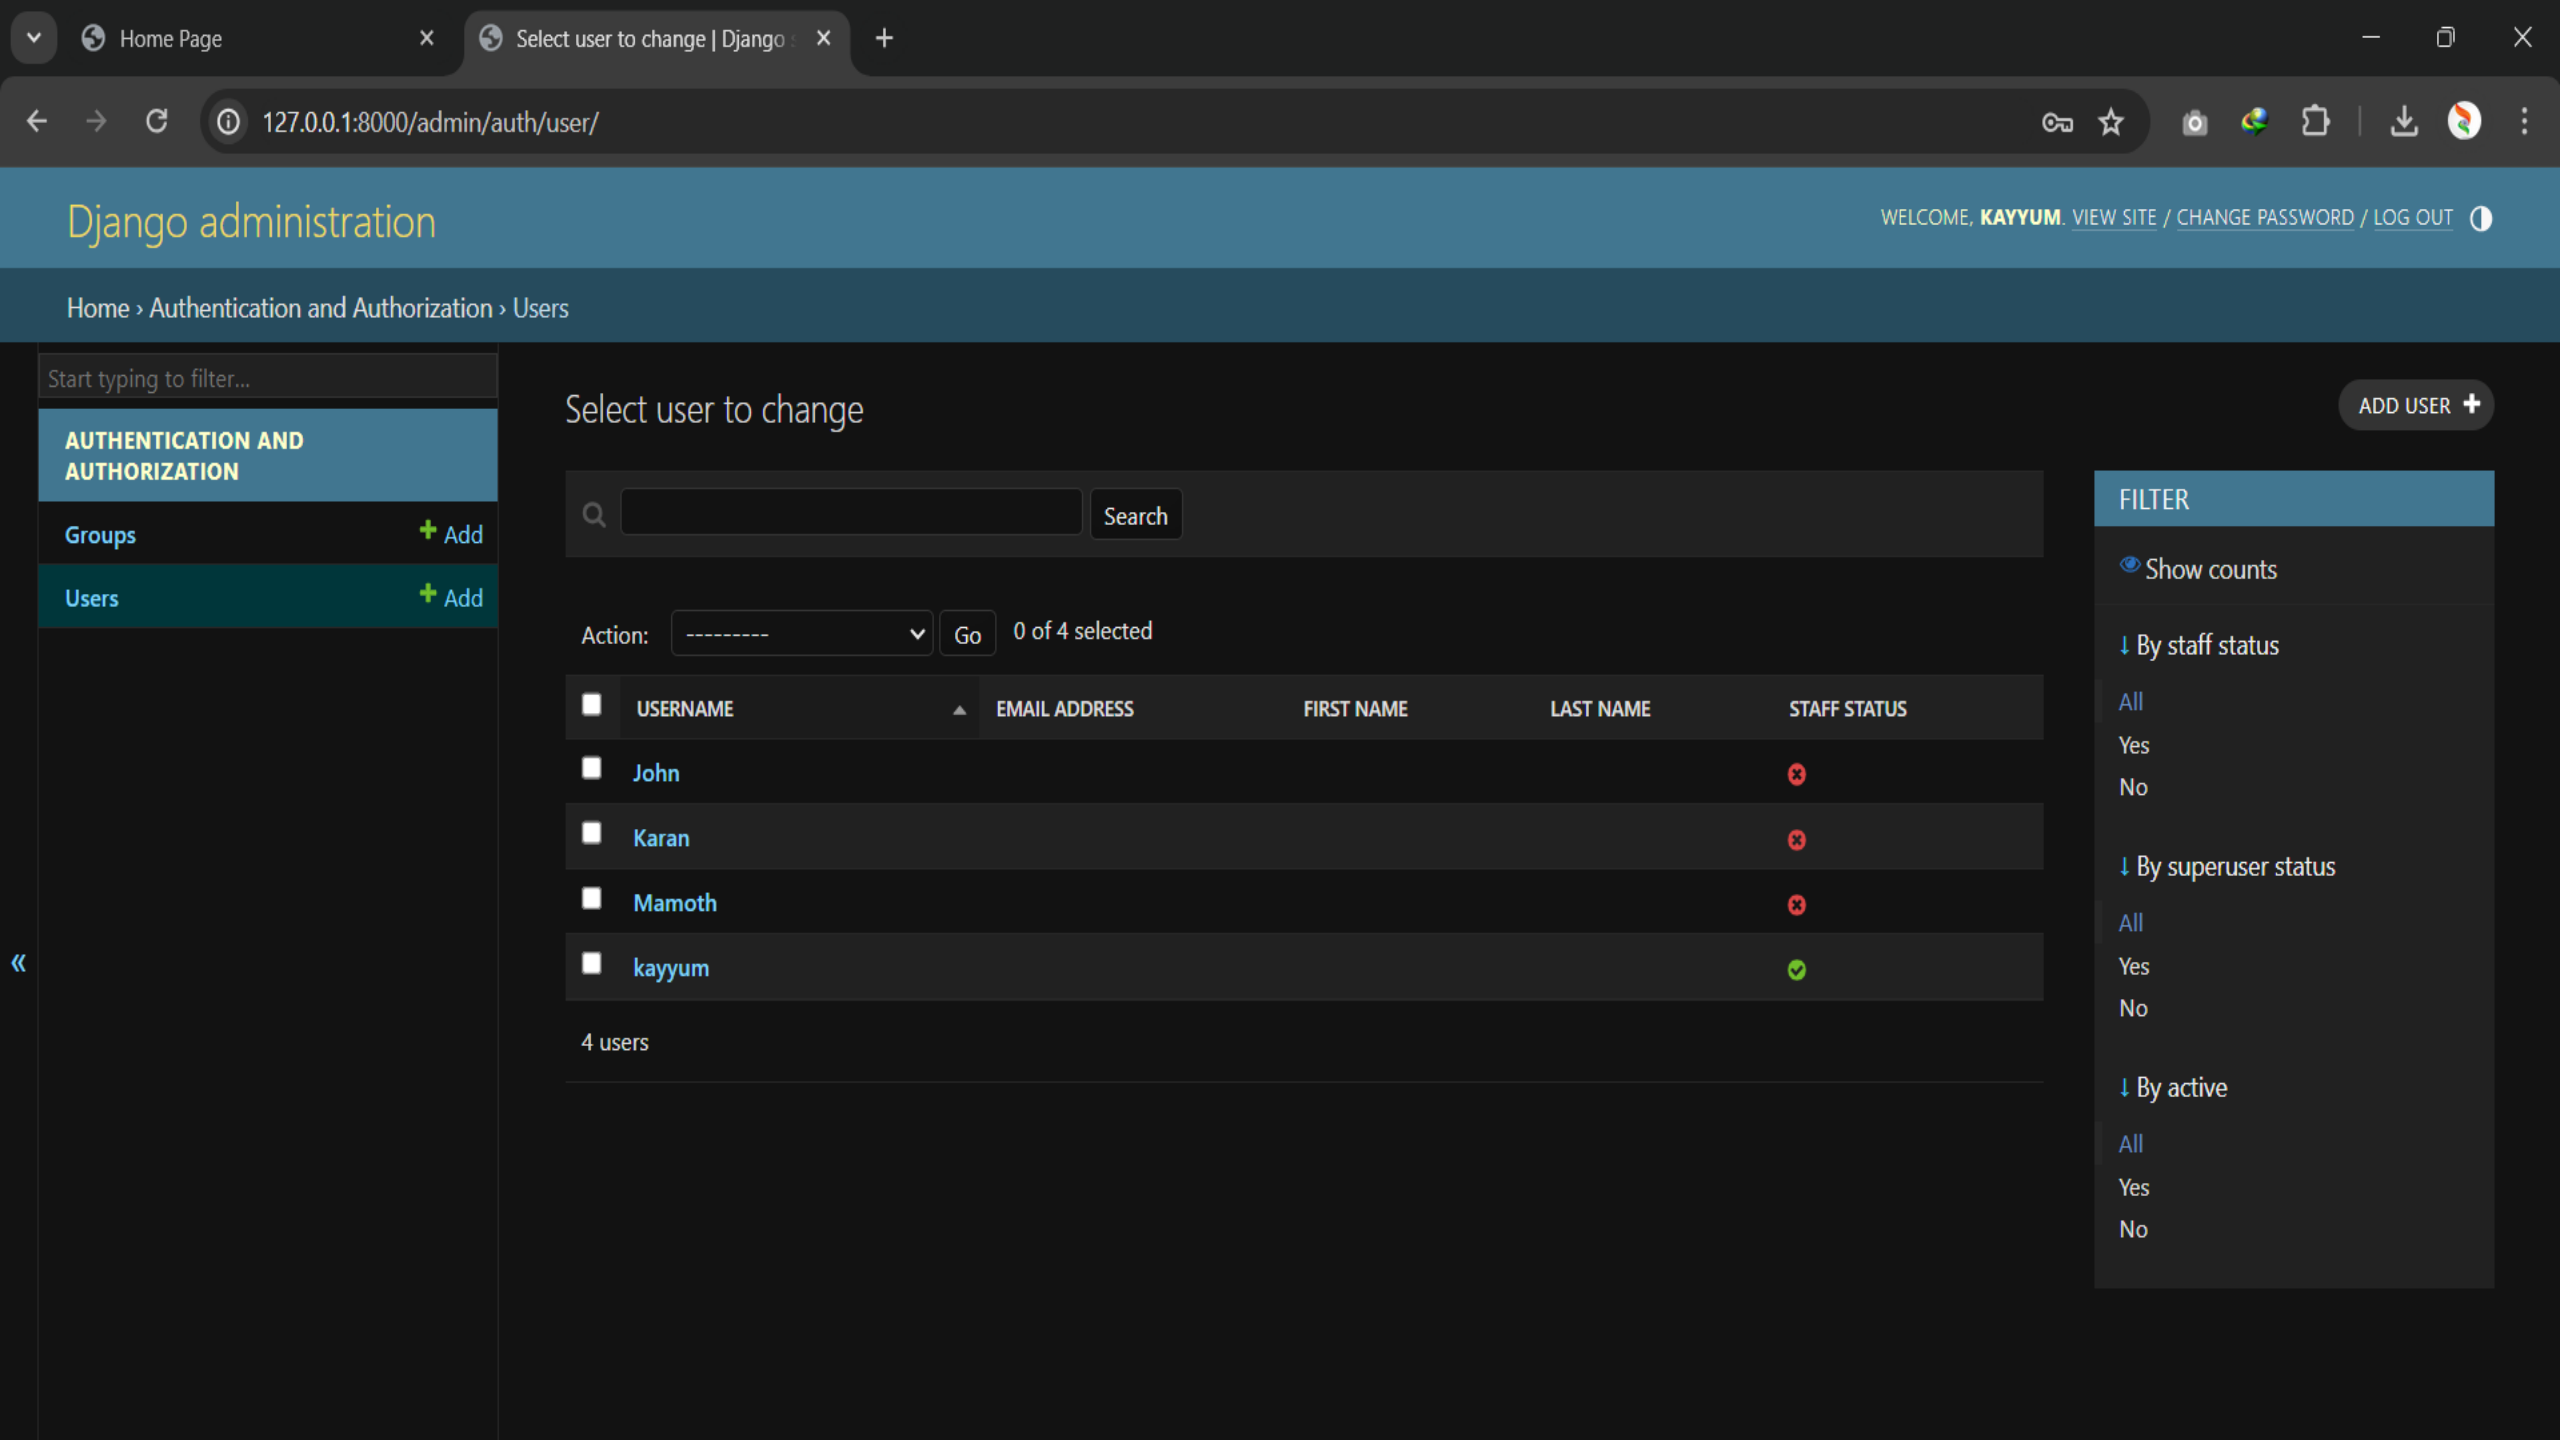 Home Page
Select user to change | Django
127.0.0.1:8000/admin/auth/user/
Django administration
WELCOME, KAYYUM. VIEW SITE / CHANGE PASSWORD / LOG OUT
Home › Authentication and Authorization › Users
Start typing to filter...
AUTHENTICATION AND
AUTHORIZATION
Groups + Add
Users + Add
Select user to change
ADD USER +
Search
Action: --------- Go 0 of 4 selected
USERNAME EMAIL ADDRESS FIRST NAME LAST NAME STAFF STATUS
John
Karan
Mamoth
kayyum
4 users
FILTER
Show counts
↓ By staff status
All
Yes
No
↓ By superuser status
All
Yes
No
↓ By active
All
Yes
No
«